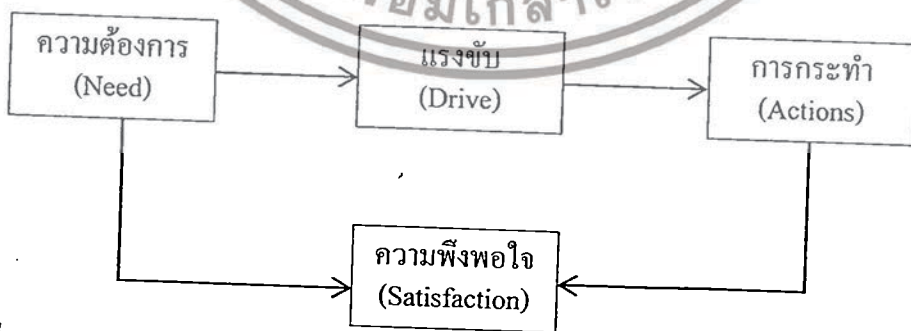 ความต้องการ
(Need)
แรงขับ
(Drive)
การกระทำ
(Actions)
ความพึงพอใจ
(Satisfaction)